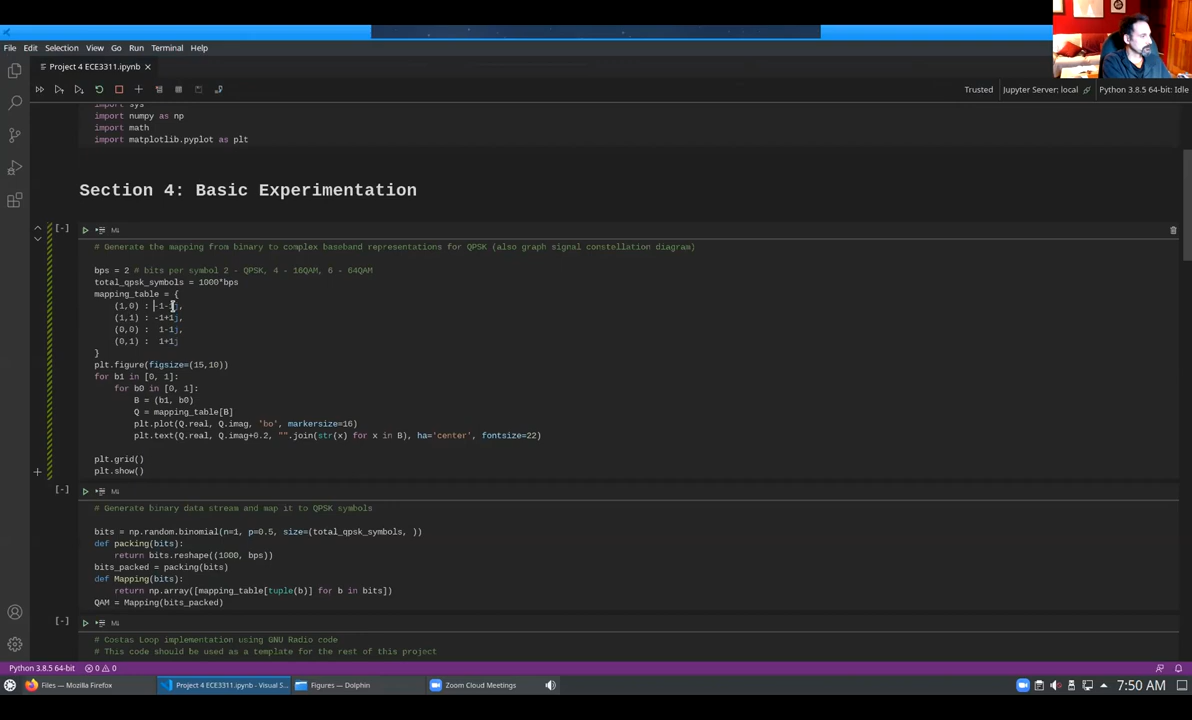 File Edit Selection View Go Run Terminal Help
Project 4 ECE3311.ipynb
Trusted Jupyter Server: local Python 3.8.5 64-bit: Idle
import sys
import numpy as np
import math
import matplotlib.pyplot as plt
Section 4: Basic Experimentation
[-]
M↓
# Generate the mapping from binary to complex baseband representations for QPSK (also graph signal constellation diagram)
bps = 2 # bits per symbol 2 - QPSK, 4 - 16QAM, 6 - 64QAM
total_qpsk_symbols = 1000*bps
mapping_table = {
(1,0) : -1-1j,
(1,1) : -1+1j,
(0,0) : 1-1j,
(0,1) : 1+1j
}
plt.figure(figsize=(15,10))
for b1 in [0, 1]:
for b0 in [0, 1]:
B = (b1, b0)
Q = mapping_table[B]
plt.plot(Q.real, Q.imag, 'bo', markersize=16)
plt.text(Q.real, Q.imag+0.2, "".join(str(x) for x in B), ha='center', fontsize=22)
plt.grid()
plt.show()
[-]
M↓
# Generate binary data stream and map it to QPSK symbols
bits = np.random.binomial(n=1, p=0.5, size=(total_qpsk_symbols, ))
def packing(bits):
return bits.reshape((1000, bps))
bits_packed = packing(bits)
def Mapping(bits):
return np.array([mapping_table[tuple(b)] for b in bits])
QAM = Mapping(bits_packed)
[-]
M↓
# Costas Loop implementation using GNU Radio code
# This code should be used as a template for the rest of this project
Python 3.8.5 64-bit 0 0
Files — Mozilla Firefox Project 4 ECE3311.ipynb - Visual S... Figures — Dolphin Zoom Cloud Meetings 7:50 AM